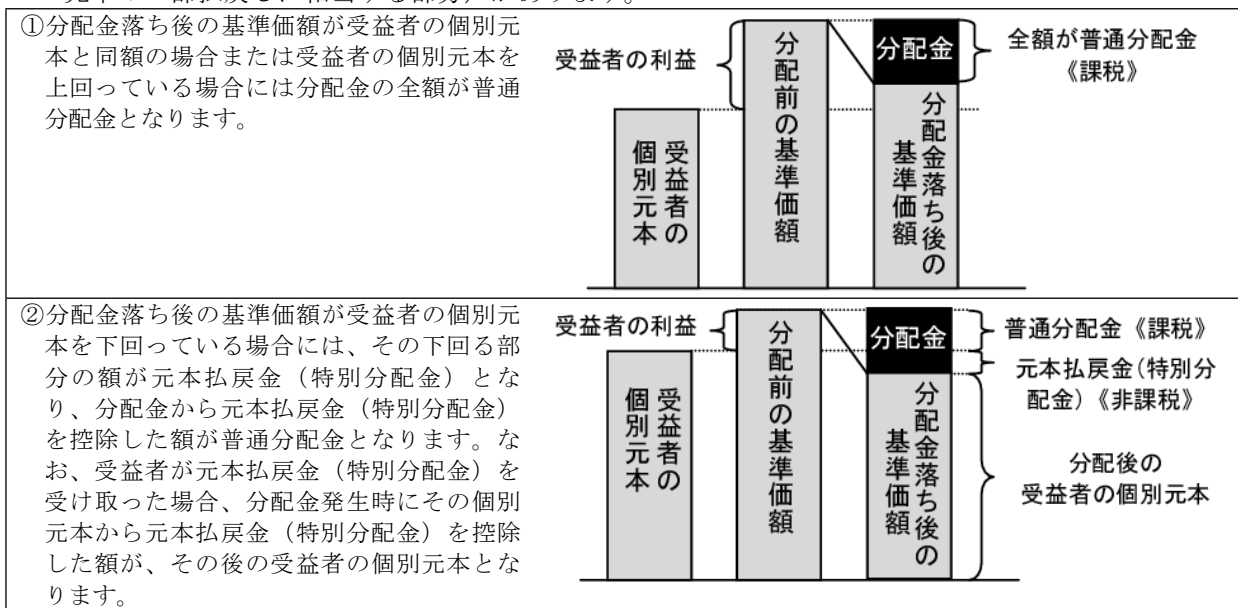 ①分配金落ち後の基準価額が受益者の個別元
本と同額の場合または受益者の個別元本を
上回っている場合には分配金の全額が普通
分配金となります。
受益者の利益
受益者の
個別元本
分配前の基準価額
分配金
分配金落ち後の
基準価額
全額が普通分配金
《課税》
②分配金落ち後の基準価額が受益者の個別元
本を下回っている場合には、その下回る部
分の額が元本払戻金（特別分配金）とな
り、分配金から元本払戻金（特別分配金）
を控除した額が普通分配金となります。な
お、受益者が元本払戻金（特別分配金）を
受け取った場合、分配金発生時にその個別
元本から元本払戻金（特別分配金）を控除
した額が、その後の受益者の個別元本とな
ります。
受益者の利益
受益者の
個別元本
分配前の基準価額
分配金
分配金落ち後の
基準価額
普通分配金《課税》
元本払戻金（特別分
配金）《非課税》
分配後の
受益者の個別元本